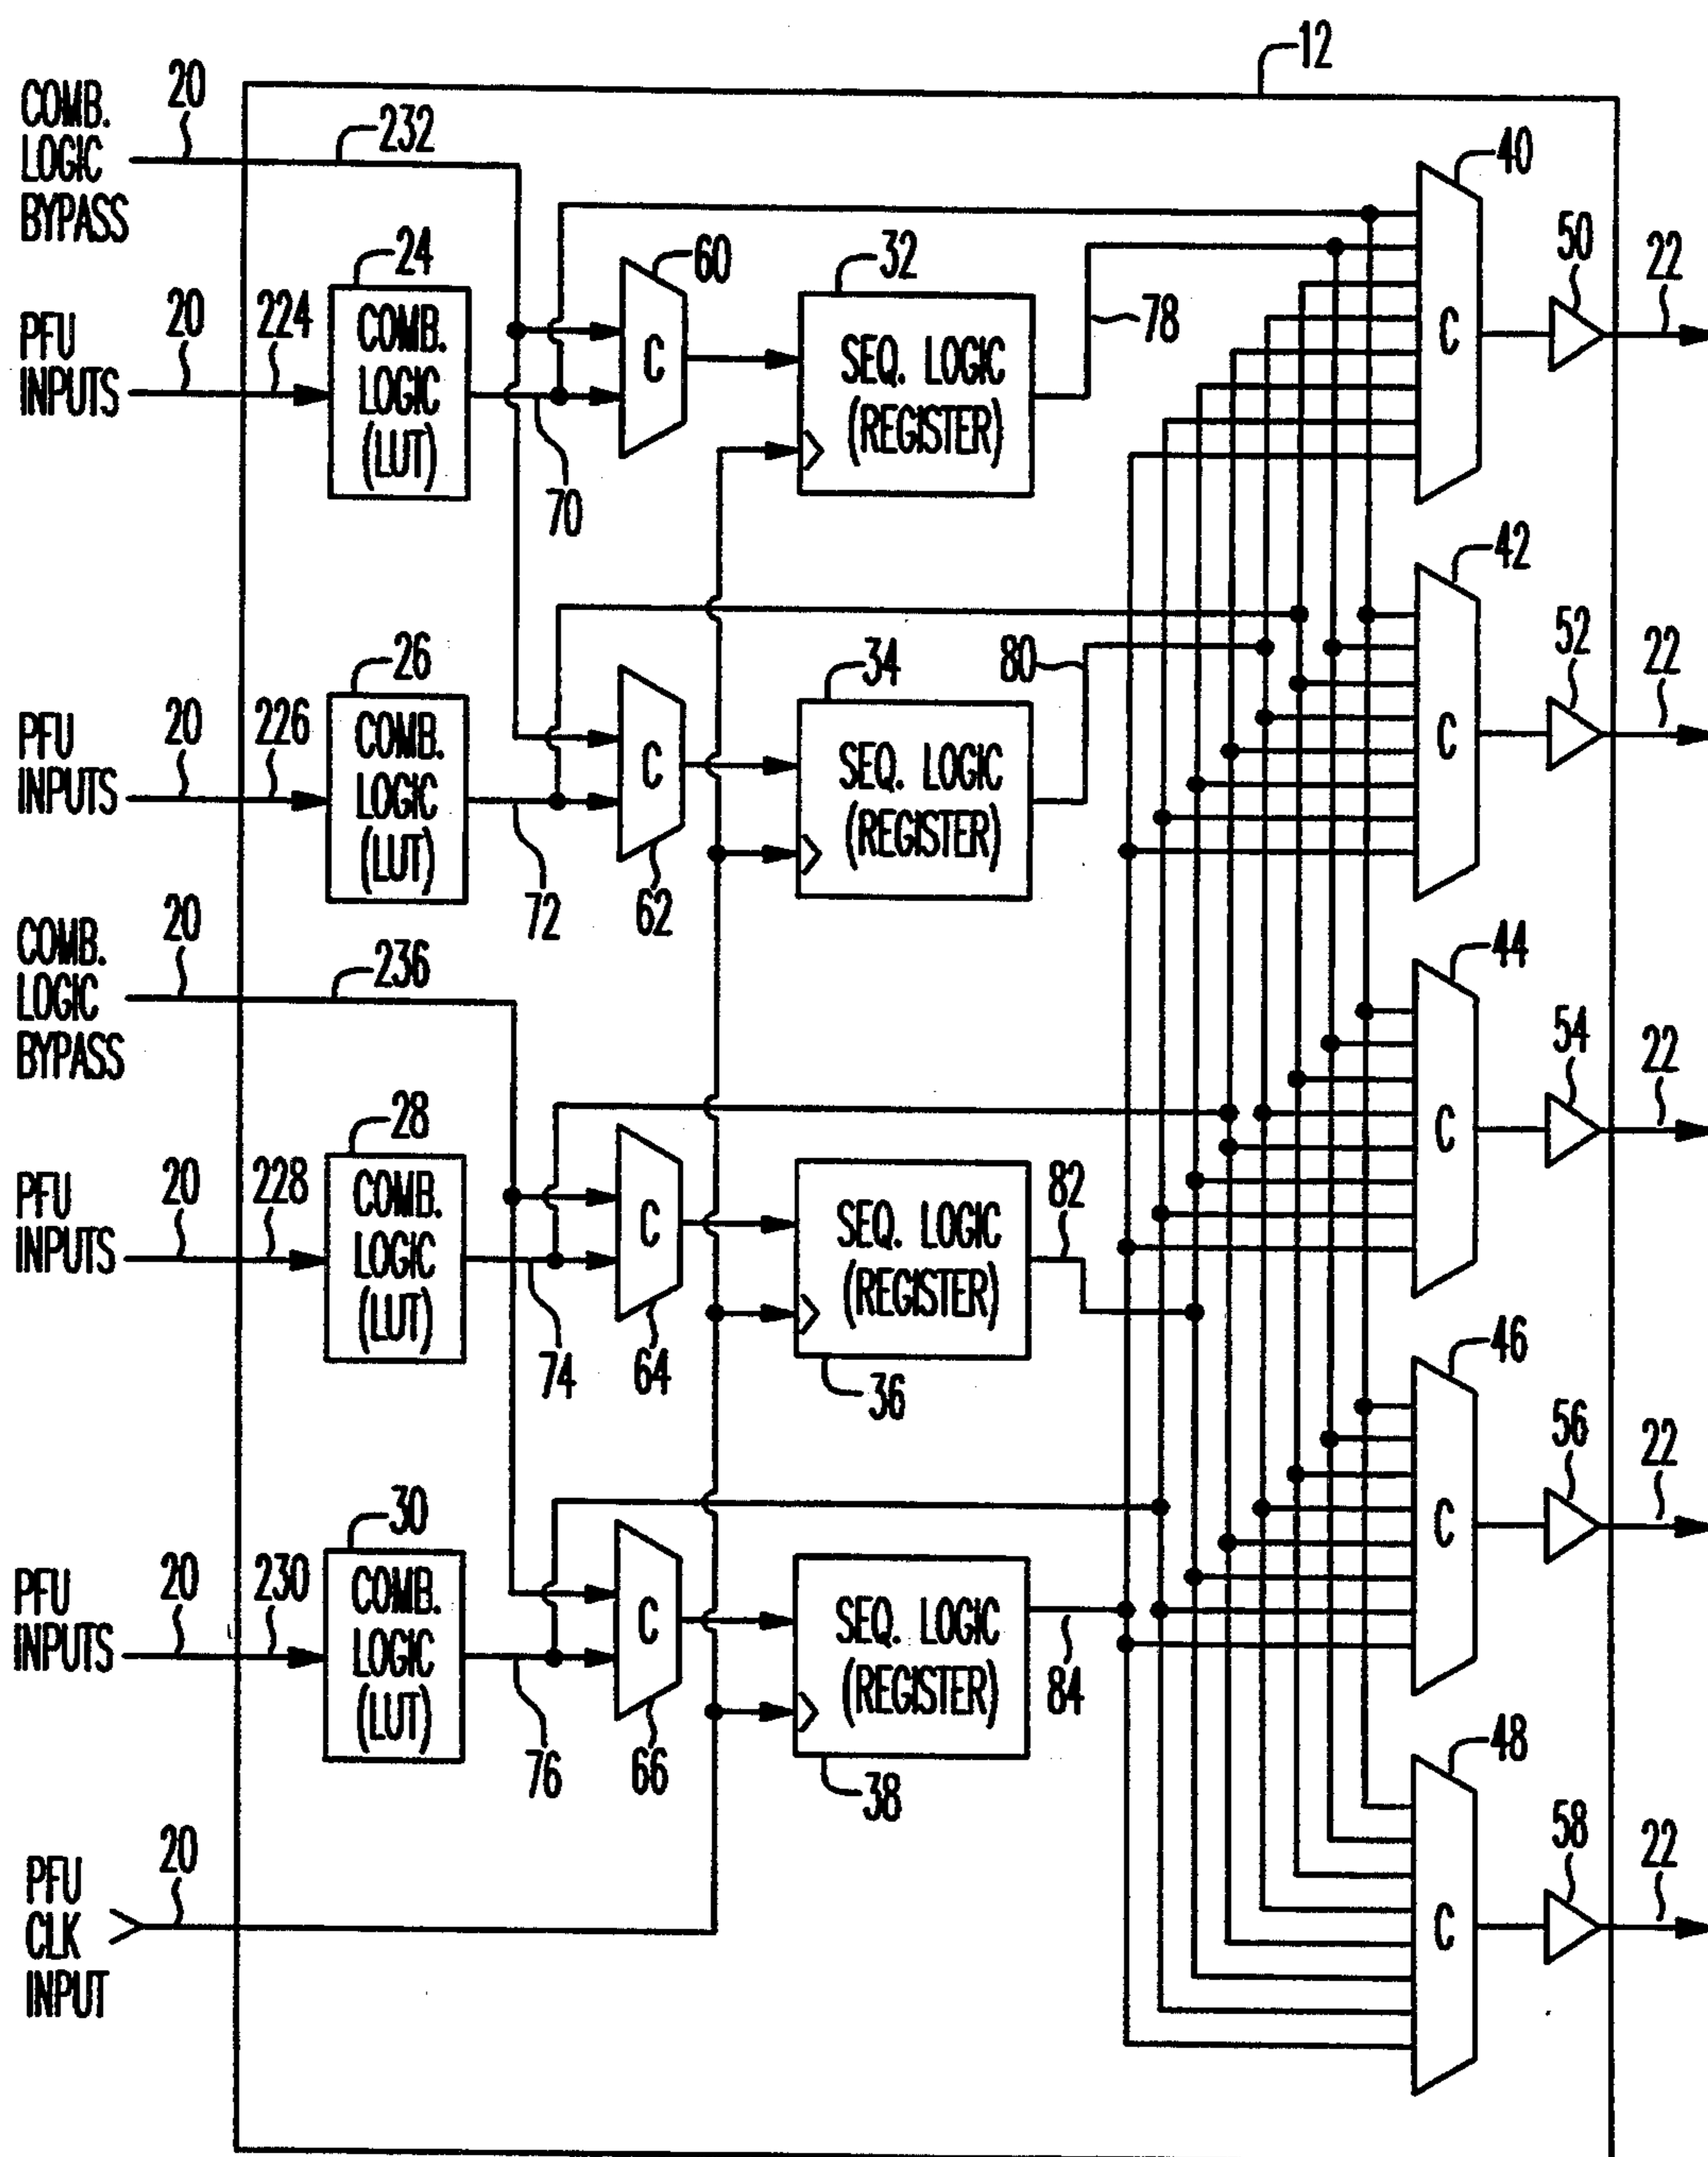 12
COMB.
LOGIC
BYPASS
20
232
40
PFU
INPUTS
20
224
24
COMB.
LOGIC
(LUT)
70
60
C
32
SEQ. LOGIC
(REGISTER)
78
C
50
22
42
PFU
INPUTS
20
226
26
COMB.
LOGIC
(LUT)
72
C
62
34
SEQ. LOGIC
(REGISTER)
80
C
52
22
COMB.
LOGIC
BYPASS
20
236
44
PFU
INPUTS
20
228
28
COMB.
LOGIC
(LUT)
74
C
64
SEQ. LOGIC
(REGISTER)
36
82
C
54
22
46
PFU
INPUTS
20
230
30
COMB.
LOGIC
(LUT)
76
C
66
SEQ. LOGIC
(REGISTER)
38
84
C
56
22
48
PFU
CLK
INPUT
20
C
58
22